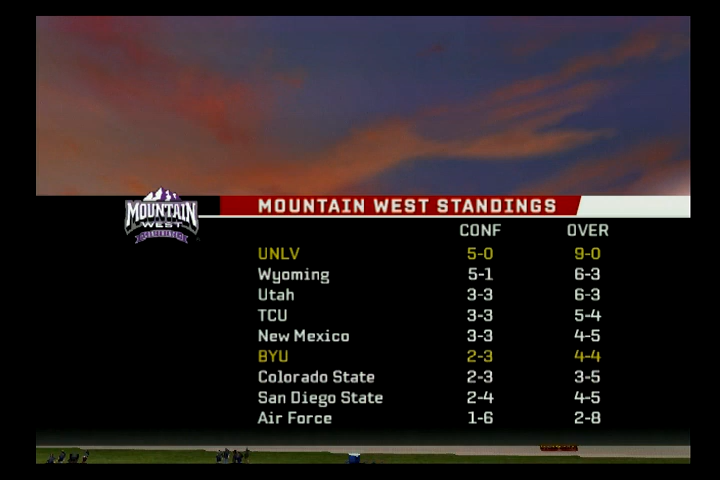 MOUNTAIN WEST STANDINGS
MOUNTAIN
WEST
CONF OVER
UNLV 5-0 9-0
Wyoming 5-1 6-3
Utah 3-3 6-3
TCU 3-3 5-4
New Mexico 3-3 4-5
BYU 2-3 4-4
Colorado State 2-3 3-5
San Diego State 2-4 4-5
Air Force 1-6 2-8